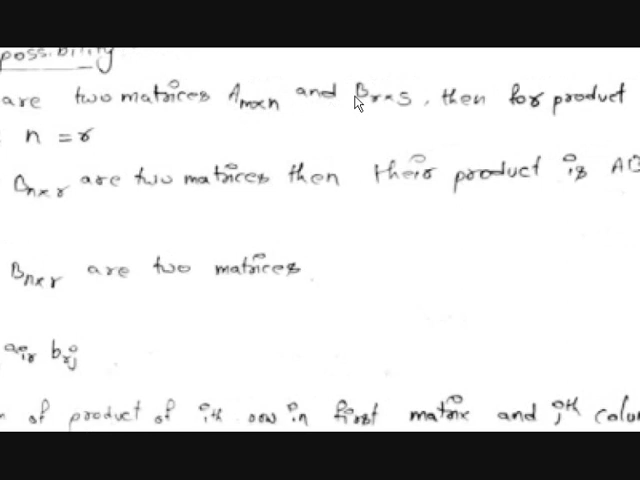 possibility
are two matrices Amxn and Brxs, then for product
n = r
Bnxr are two matrices then their product is AB
Bnxr are two matrices
air brj
of product of ith row in first matrix and jth colu